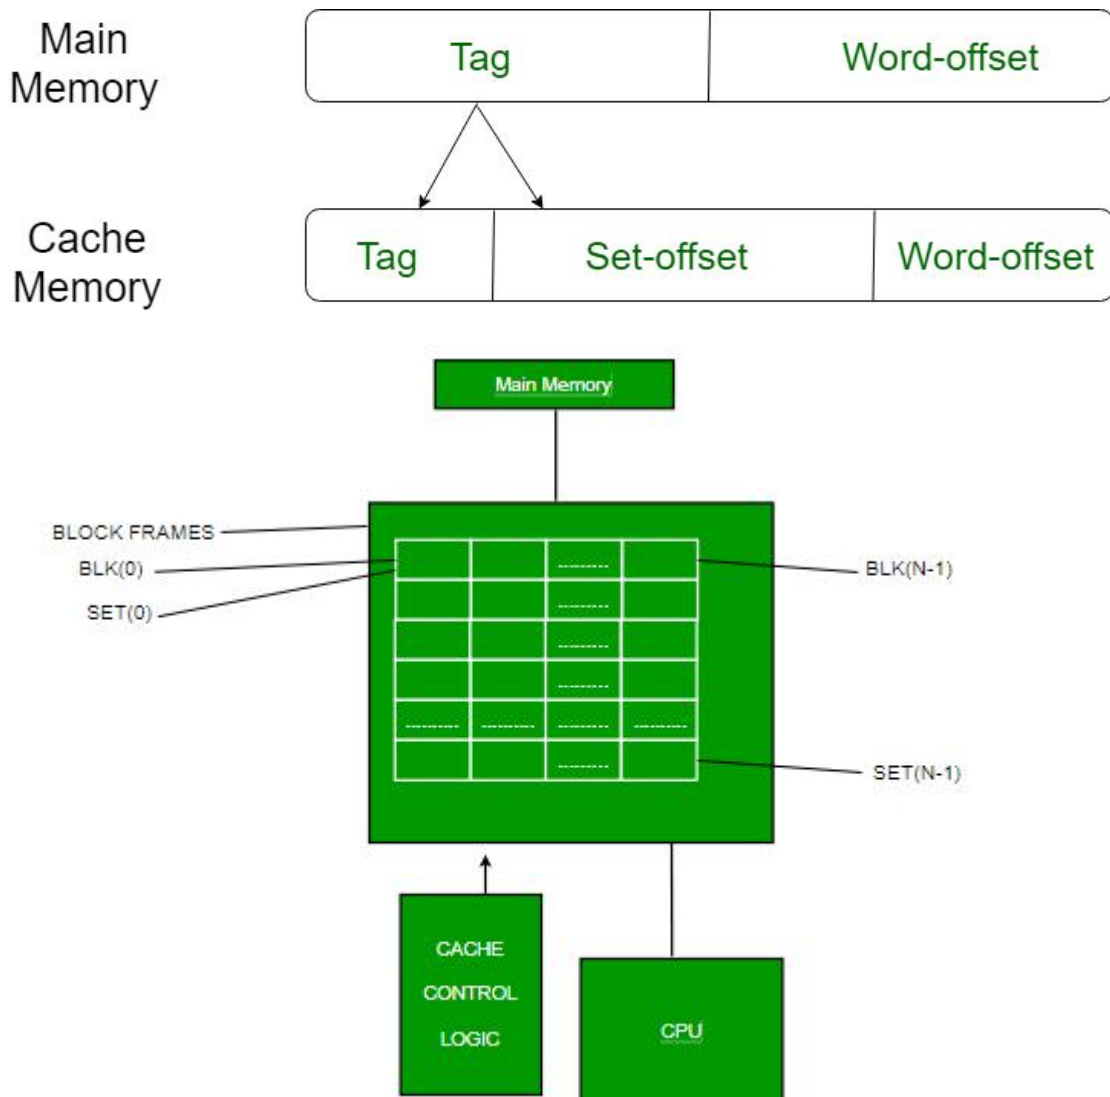 Main
Memory
Tag
Word-offset
Cache
Memory
Tag
Set-offset
Word-offset
Main Memory
BLOCK FRAMES
BLK(0)
SET(0)
BLK(N-1)
SET(N-1)
CACHE
CONTROL
LOGIC
CPU